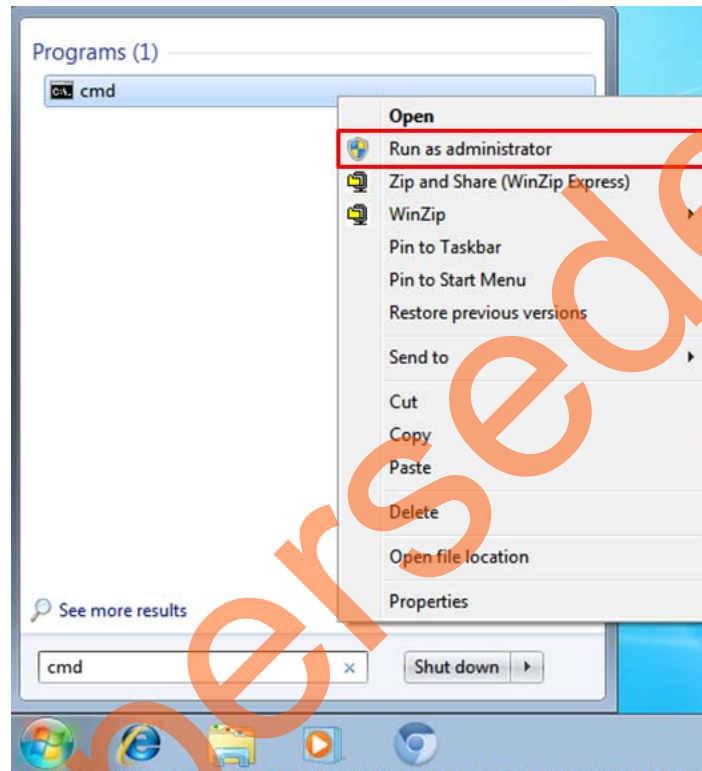 Programs (1)
cmd
Open
Run as administrator
Zip and Share (WinZip Express)
WinZip
Pin to Taskbar
Pin to Start Menu
Restore previous versions
Send to
Cut
Copy
Paste
Delete
Open file location
Properties
See more results
cmd
Shut down
persede